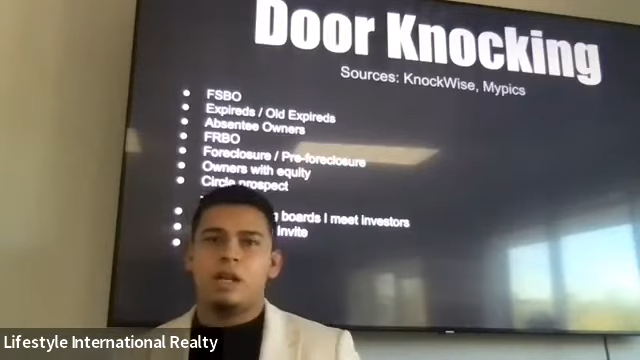 Door Knocking
Sources: KnockWise, Mypics
FSBO
Expireds / Old Expireds
Absentee Owners
FRBO
Foreclosure / Pre-foreclosure
Owners with equity
Circle prospect
boards I meet investors
Invite
Lifestyle International Realty